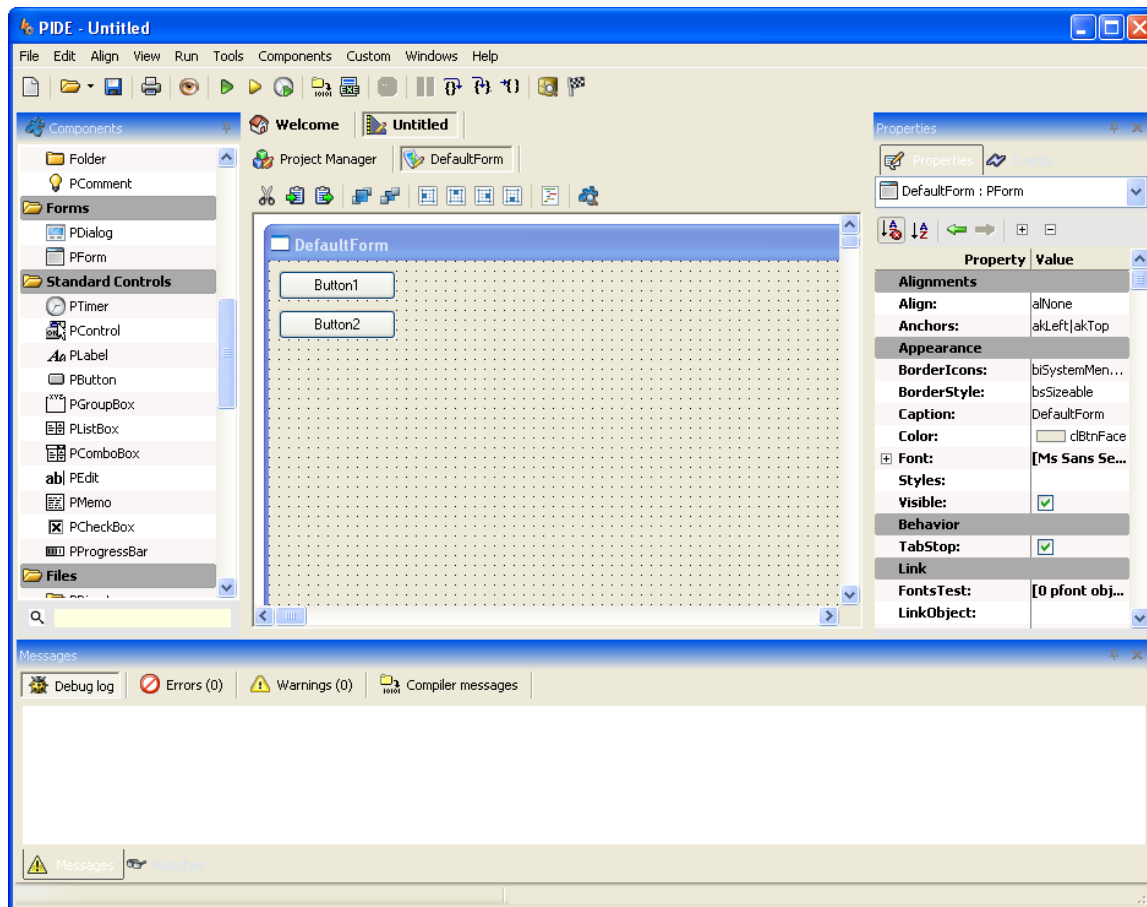 PIDE - Untitled
File Edit Align View Run Tools Components Custom Windows Help
Components
Folder
PComment
Forms
PDialog
PForm
Standard Controls
PTimer
PControl
PLabel
PButton
PGroupBox
PListBox
PComboBox
PEdit
PMemo
PCheckBox
PProgressBar
Files
Welcome Untitled
Project Manager DefaultForm
DefaultForm
Button1
Button2
Properties
Properties Events
DefaultForm : PForm
Property Value
Alignments
Align: alNone
Anchors: akLeft|akTop
Appearance
BorderIcons: biSystemMen...
BorderStyle: bsSizeable
Caption: DefaultForm
Color: clBtnFace
Font: [Ms Sans Se...
Styles:
Visible:
Behavior
TabStop:
Link
FontsTest: [0 pfont obj...
LinkObject:
Messages
Debug log Errors (0) Warnings (0) Compiler messages
Messages Watches